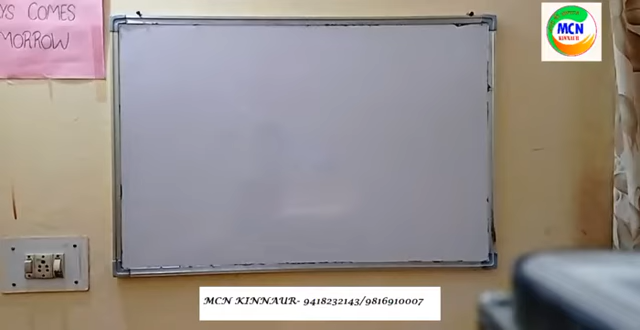 YS COMES
MORROW
MCN
KINNAUR
MCN KINNAUR- 9418232143/9816910007